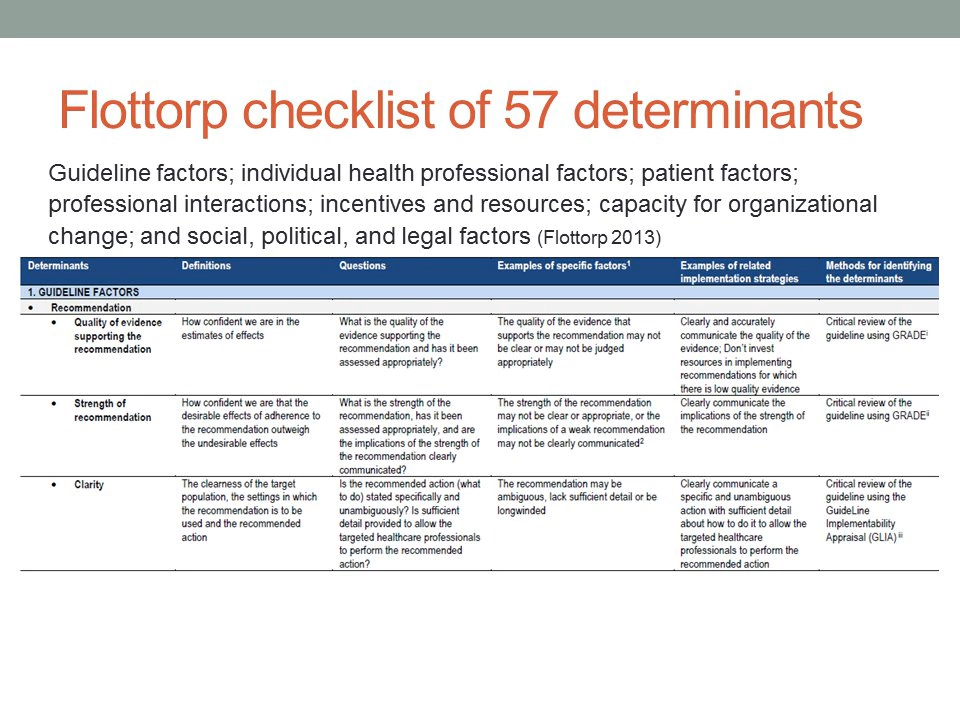 Flottorp checklist of 57 determinants
Guideline factors; individual health professional factors; patient factors;
professional interactions; incentives and resources; capacity for organizational
change; and social, political, and legal factors (Flottorp 2013)
Determinants
Definitions
Questions
Examples of specific factors1
Examples of related
implementation strategies
Methods for identifying
the determinants
1. GUIDELINE FACTORS
• Recommendation
• Quality of evidence
supporting the
recommendation
How confident we are in the
estimates of effects
What is the quality of the
evidence supporting the
recommendation and has it been
assessed appropriately?
The quality of the evidence that
supports the recommendation may not
be clear or may not be judged
appropriately
Clearly and accurately
communicate the quality of the
evidence; Don't invest
resources in implementing
recommendations for which
there is low quality evidence
Critical review of the
guideline using GRADEi
• Strength of
recommendation
How confident we are that the
desirable effects of adherence to
the recommendation outweigh
the undesirable effects
What is the strength of the
recommendation, has it been
assessed appropriately, and are
the implications of the strength of
the recommendation clearly
communicated?
The strength of the recommendation
may not be clear or appropriate, or the
implications of a weak recommendation
may not be clearly communicated2
Clearly communicate the
implications of the strength of
the recommendation
Critical review of the
guideline using GRADEii
• Clarity
The clearness of the target
population, the settings in which
the recommendation is to be
used and the recommended
action
Is the recommended action (what
to do) stated specifically and
unambiguously? Is sufficient
detail provided to allow the
targeted healthcare professionals
to perform the recommended
action?
The recommendation may be
ambiguous, lack sufficient detail or be
longwinded
Clearly communicate a
specific and unambiguous
action with sufficient detail
about how to do it to allow the
targeted healthcare
professionals to perform the
recommended action
Critical review of the
guideline using the
GuideLine
Implementability
Appraisal (GLIA) iii